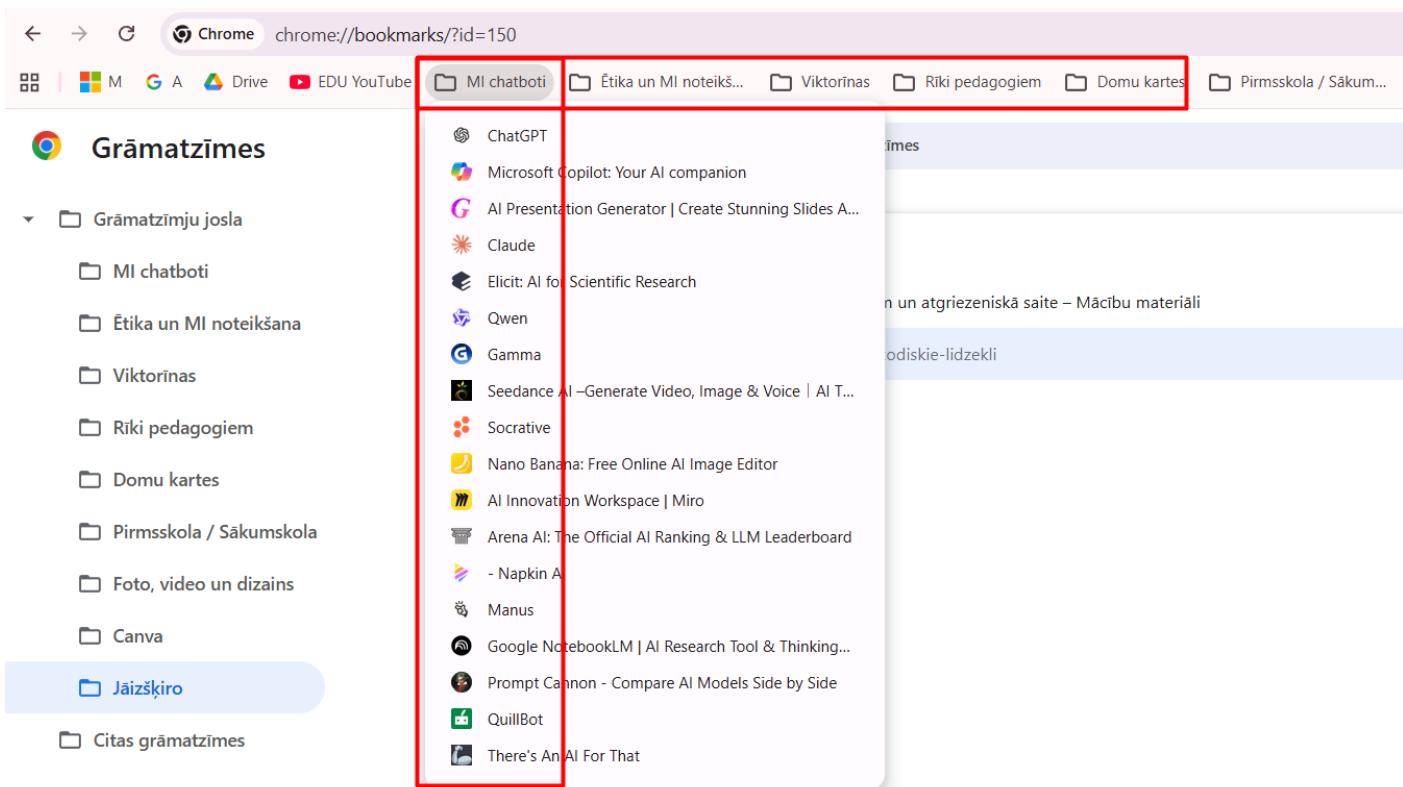 Chrome chrome://bookmarks/?id=150
M G A Drive EDU YouTube MI chatboti Ētika un MI noteikš... Viktorīnas Rīki pedagogiem Domu kartes Pirmsskola / Sākum...
Grāmatzīmes
Grāmatzīmju josla
MI chatboti
Ētika un MI noteikšana
Viktorīnas
Rīki pedagogiem
Domu kartes
Pirmsskola / Sākumskola
Foto, video un dizains
Canva
Jāizšķiro
Citas grāmatzīmes
ChatGPT
Microsoft Copilot: Your AI companion
AI Presentation Generator | Create Stunning Slides A...
Claude
Elicit: AI for Scientific Research
Qwen
Gamma
Seedance AI –Generate Video, Image & Voice | AI T...
Socrative
Nano Banana: Free Online AI Image Editor
AI Innovation Workspace | Miro
Arena AI: The Official AI Ranking & LLM Leaderboard
- Napkin AI
Manus
Google NotebookLM | AI Research Tool & Thinking...
Prompt Cannon - Compare AI Models Side by Side
QuillBot
There's An AI For That
un atgriezeniskā saite – Mācību materiāli